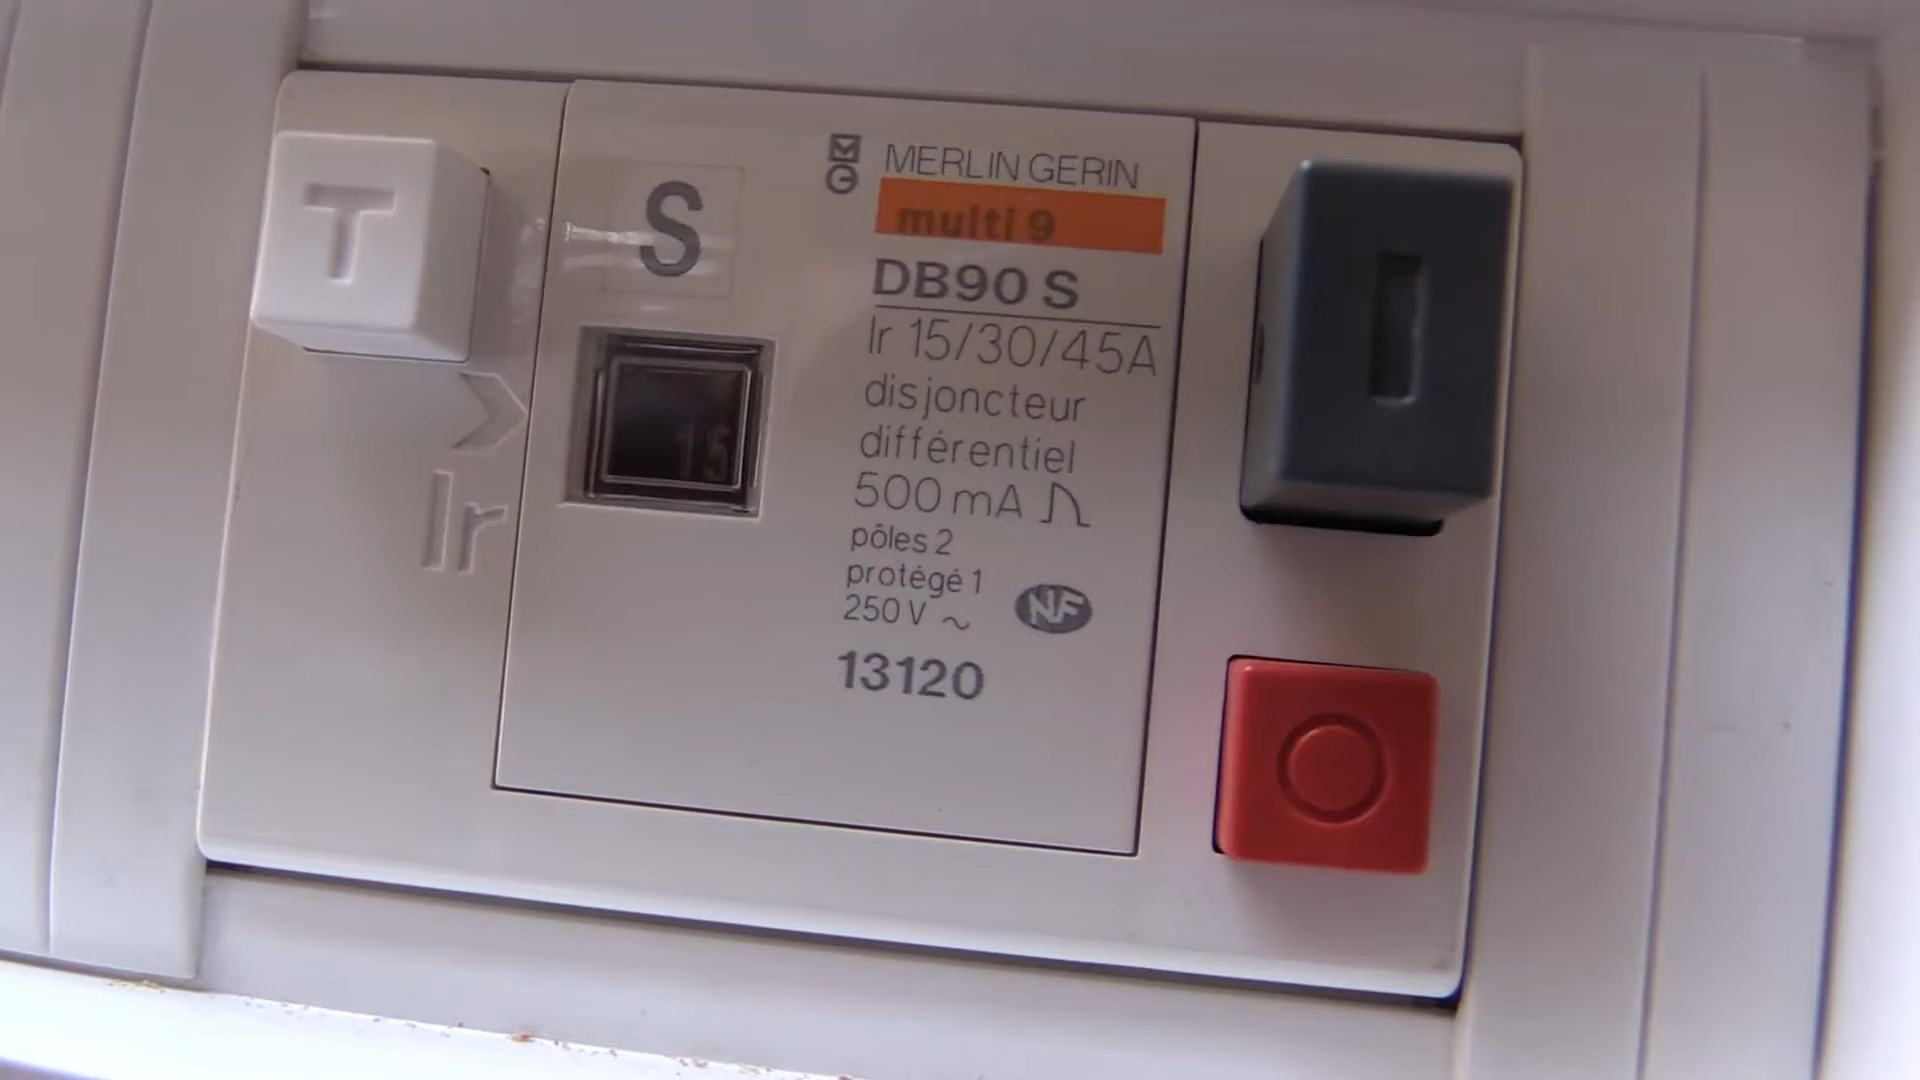 T
S
MG MERLIN GERIN
multi 9
DB90 S
Ir 15/30/45A
disjoncteur
différentiel
500 mA
pôles 2
protégé 1
250 V ~
NF
13120
15
Ir
I
O